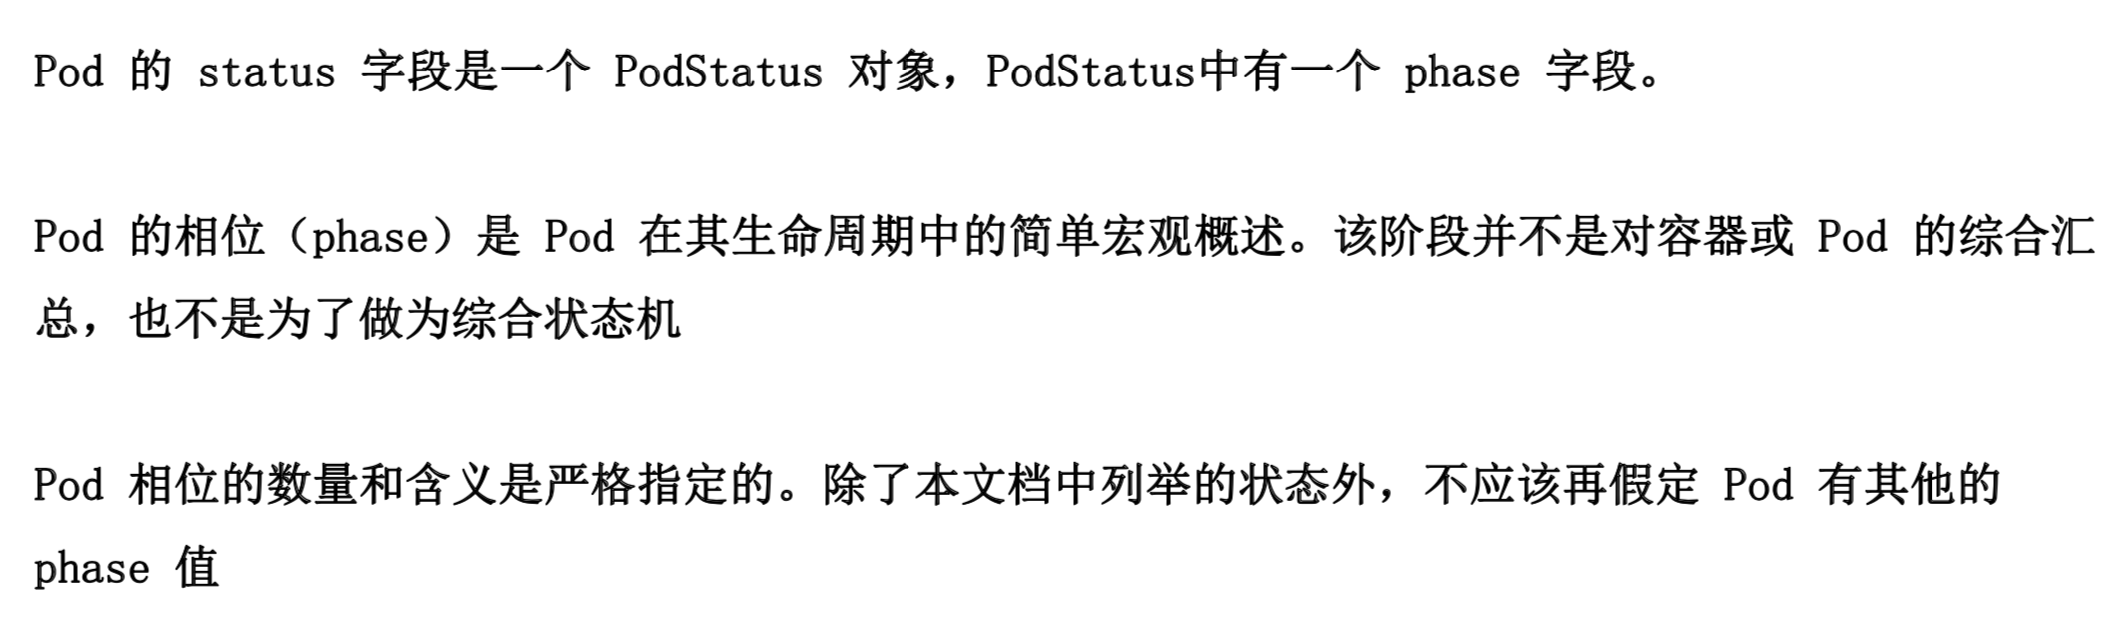 Pod 的 status 字段是一个 PodStatus 对象，PodStatus中有一个 phase 字段。
Pod 的相位（phase）是 Pod 在其生命周期中的简单宏观概述。该阶段并不是对容器或 Pod 的综合汇
总，也不是为了做为综合状态机
Pod 相位的数量和含义是严格指定的。除了本文档中列举的状态外，不应该再假定 Pod 有其他的
phase 值